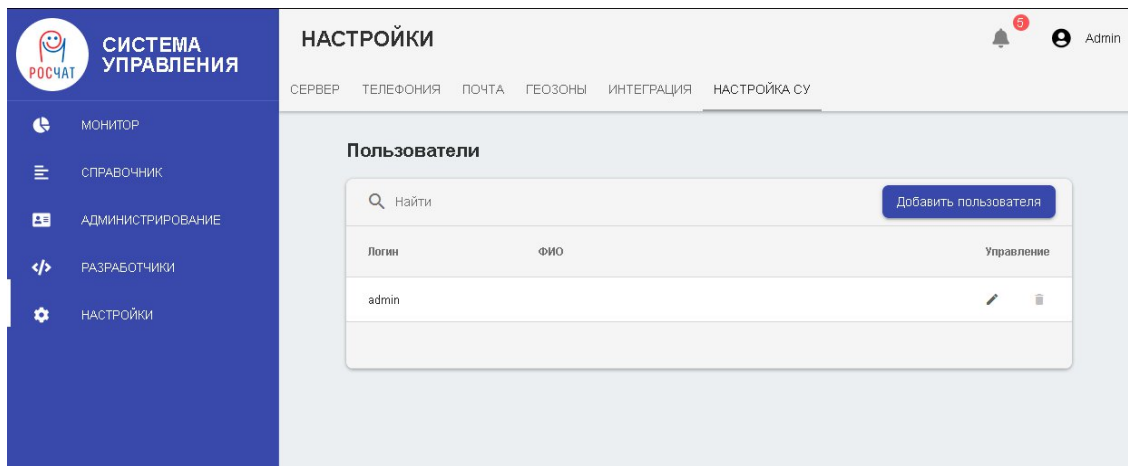 РОСЧАТ
СИСТЕМА
УПРАВЛЕНИЯ
НАСТРОЙКИ
5
Admin
СЕРВЕР ТЕЛЕФОНИЯ ПОЧТА ГЕОЗОНЫ ИНТЕГРАЦИЯ НАСТРОЙКА СУ
МОНИТОР
СПРАВОЧНИК
АДМИНИСТРИРОВАНИЕ
РАЗРАБОТЧИКИ
НАСТРОЙКИ
Пользователи
Найти
Добавить пользователя
Логин ФИО Управление
admin